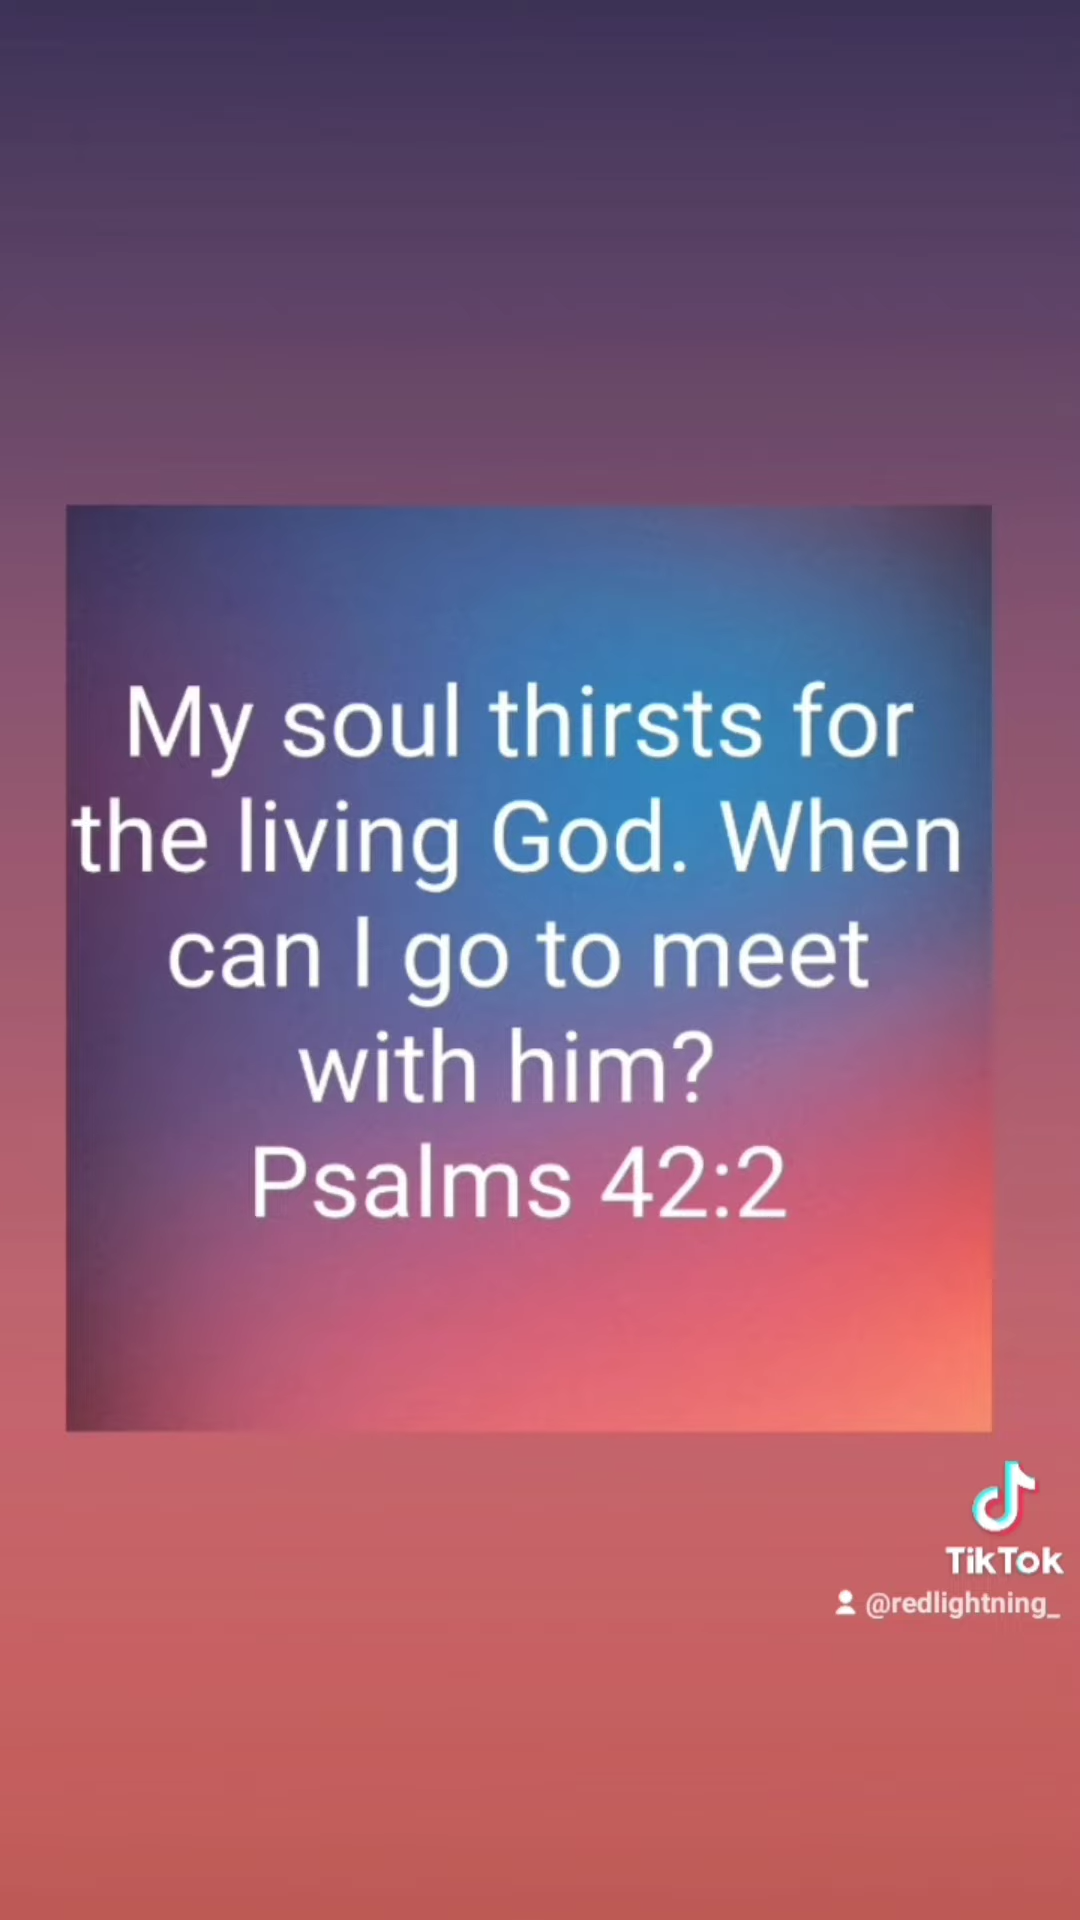 My soul thirsts for
the living God. When
can I go to meet
with him?
Psalms 42:2
TikTok
@redlightning_